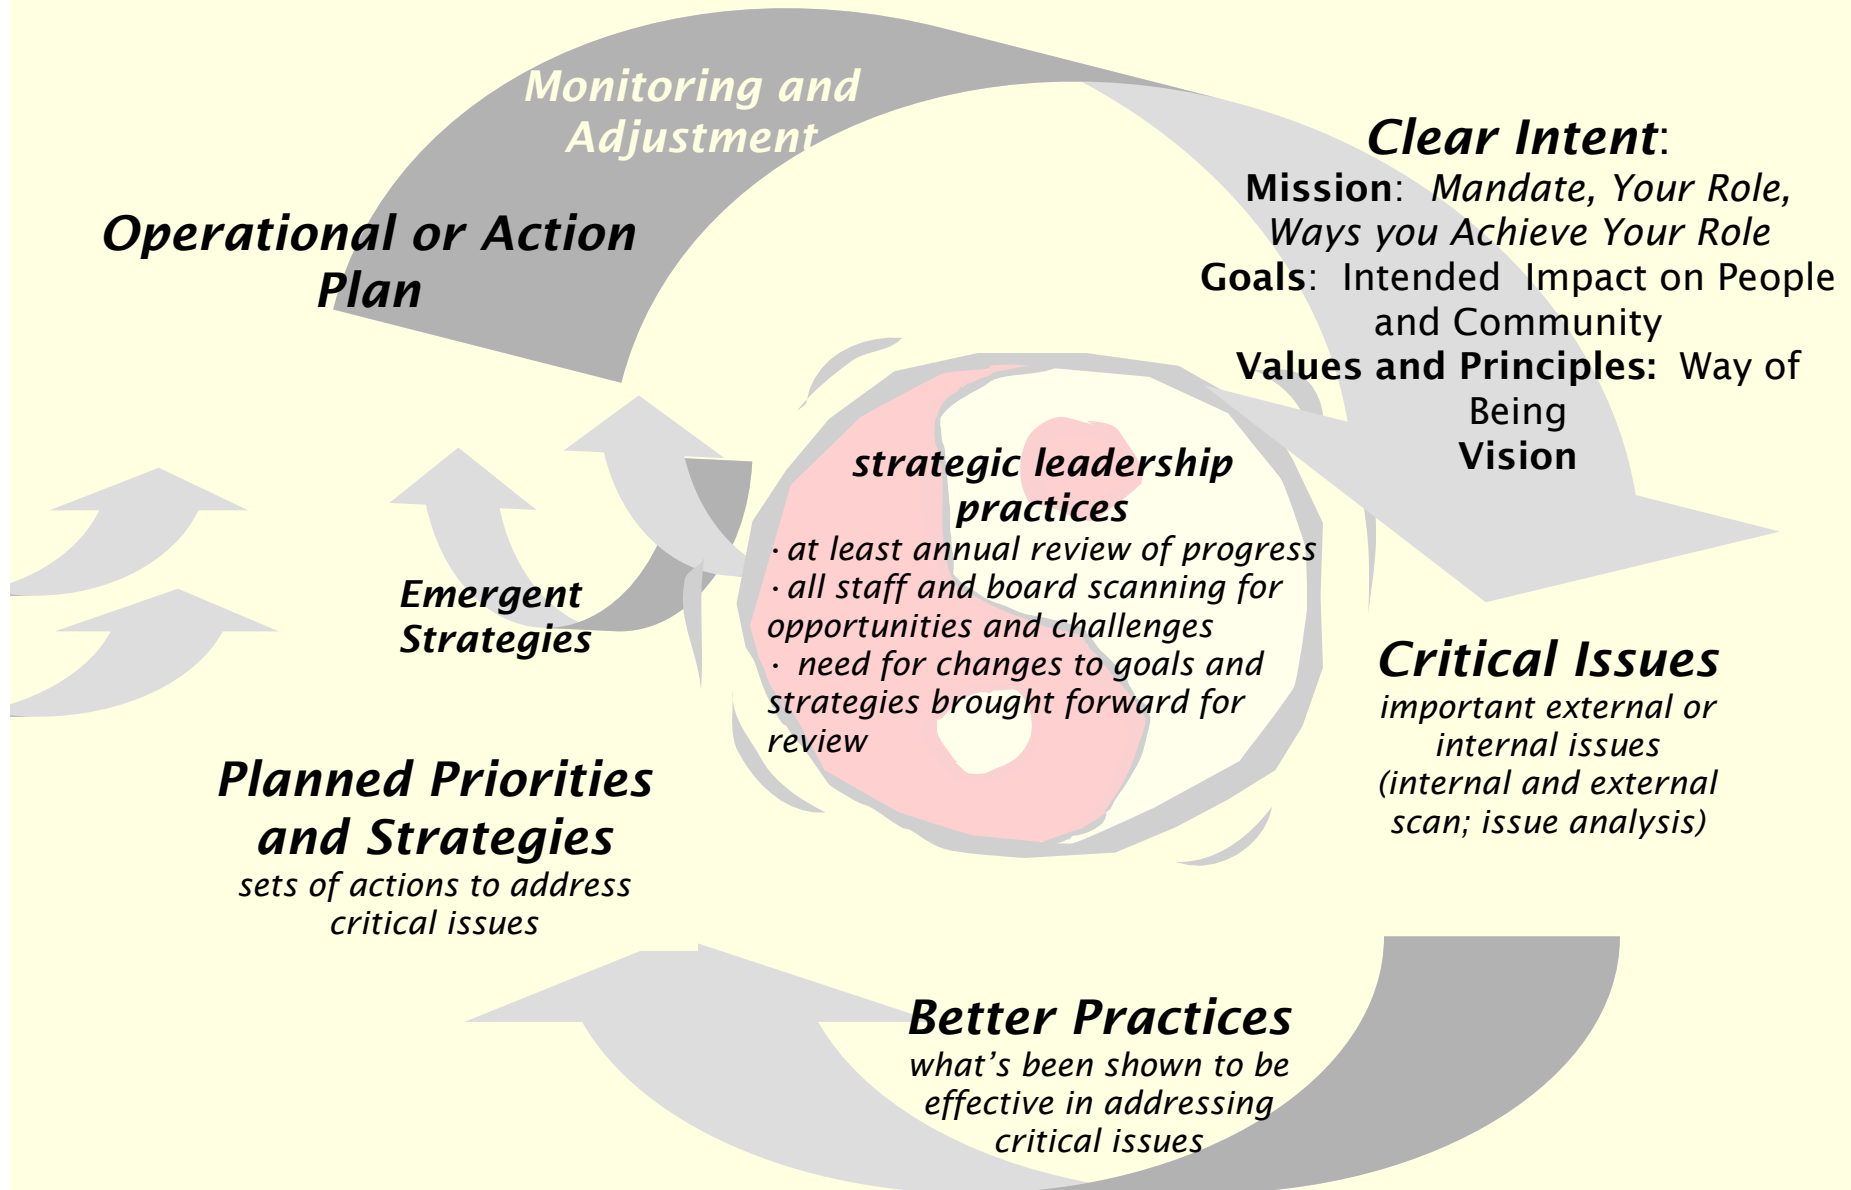 Monitoring and
Adjustment
Operational or Action
Plan
Clear Intent:
Mission: Mandate, Your Role,
Ways you Achieve Your Role
Goals: Intended Impact on People
and Community
Values and Principles: Way of
Being
Vision
strategic leadership
practices
· at least annual review of progress
· all staff and board scanning for
opportunities and challenges
· need for changes to goals and
strategies brought forward for
review
Emergent
Strategies
Critical Issues
important external or
internal issues
(internal and external
scan; issue analysis)
Planned Priorities
and Strategies
sets of actions to address
critical issues
Better Practices
what's been shown to be
effective in addressing
critical issues